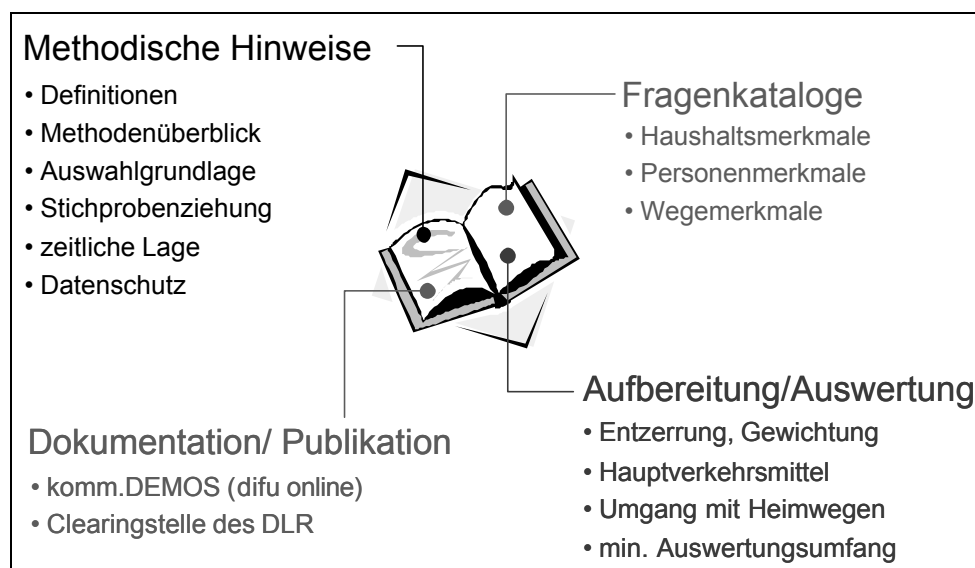 Methodische Hinweise
• Definitionen
• Methodenüberblick
• Auswahlgrundlage
• Stichprobenziehung
• zeitliche Lage
• Datenschutz
Fragenkataloge
• Haushaltsmerkmale
• Personenmerkmale
• Wegemerkmale
Dokumentation/ Publikation
• komm.DEMOS (difu online)
• Clearingstelle des DLR
Aufbereitung/Auswertung
• Entzerrung, Gewichtung
• Hauptverkehrsmittel
• Umgang mit Heimwegen
• min. Auswertungsumfang